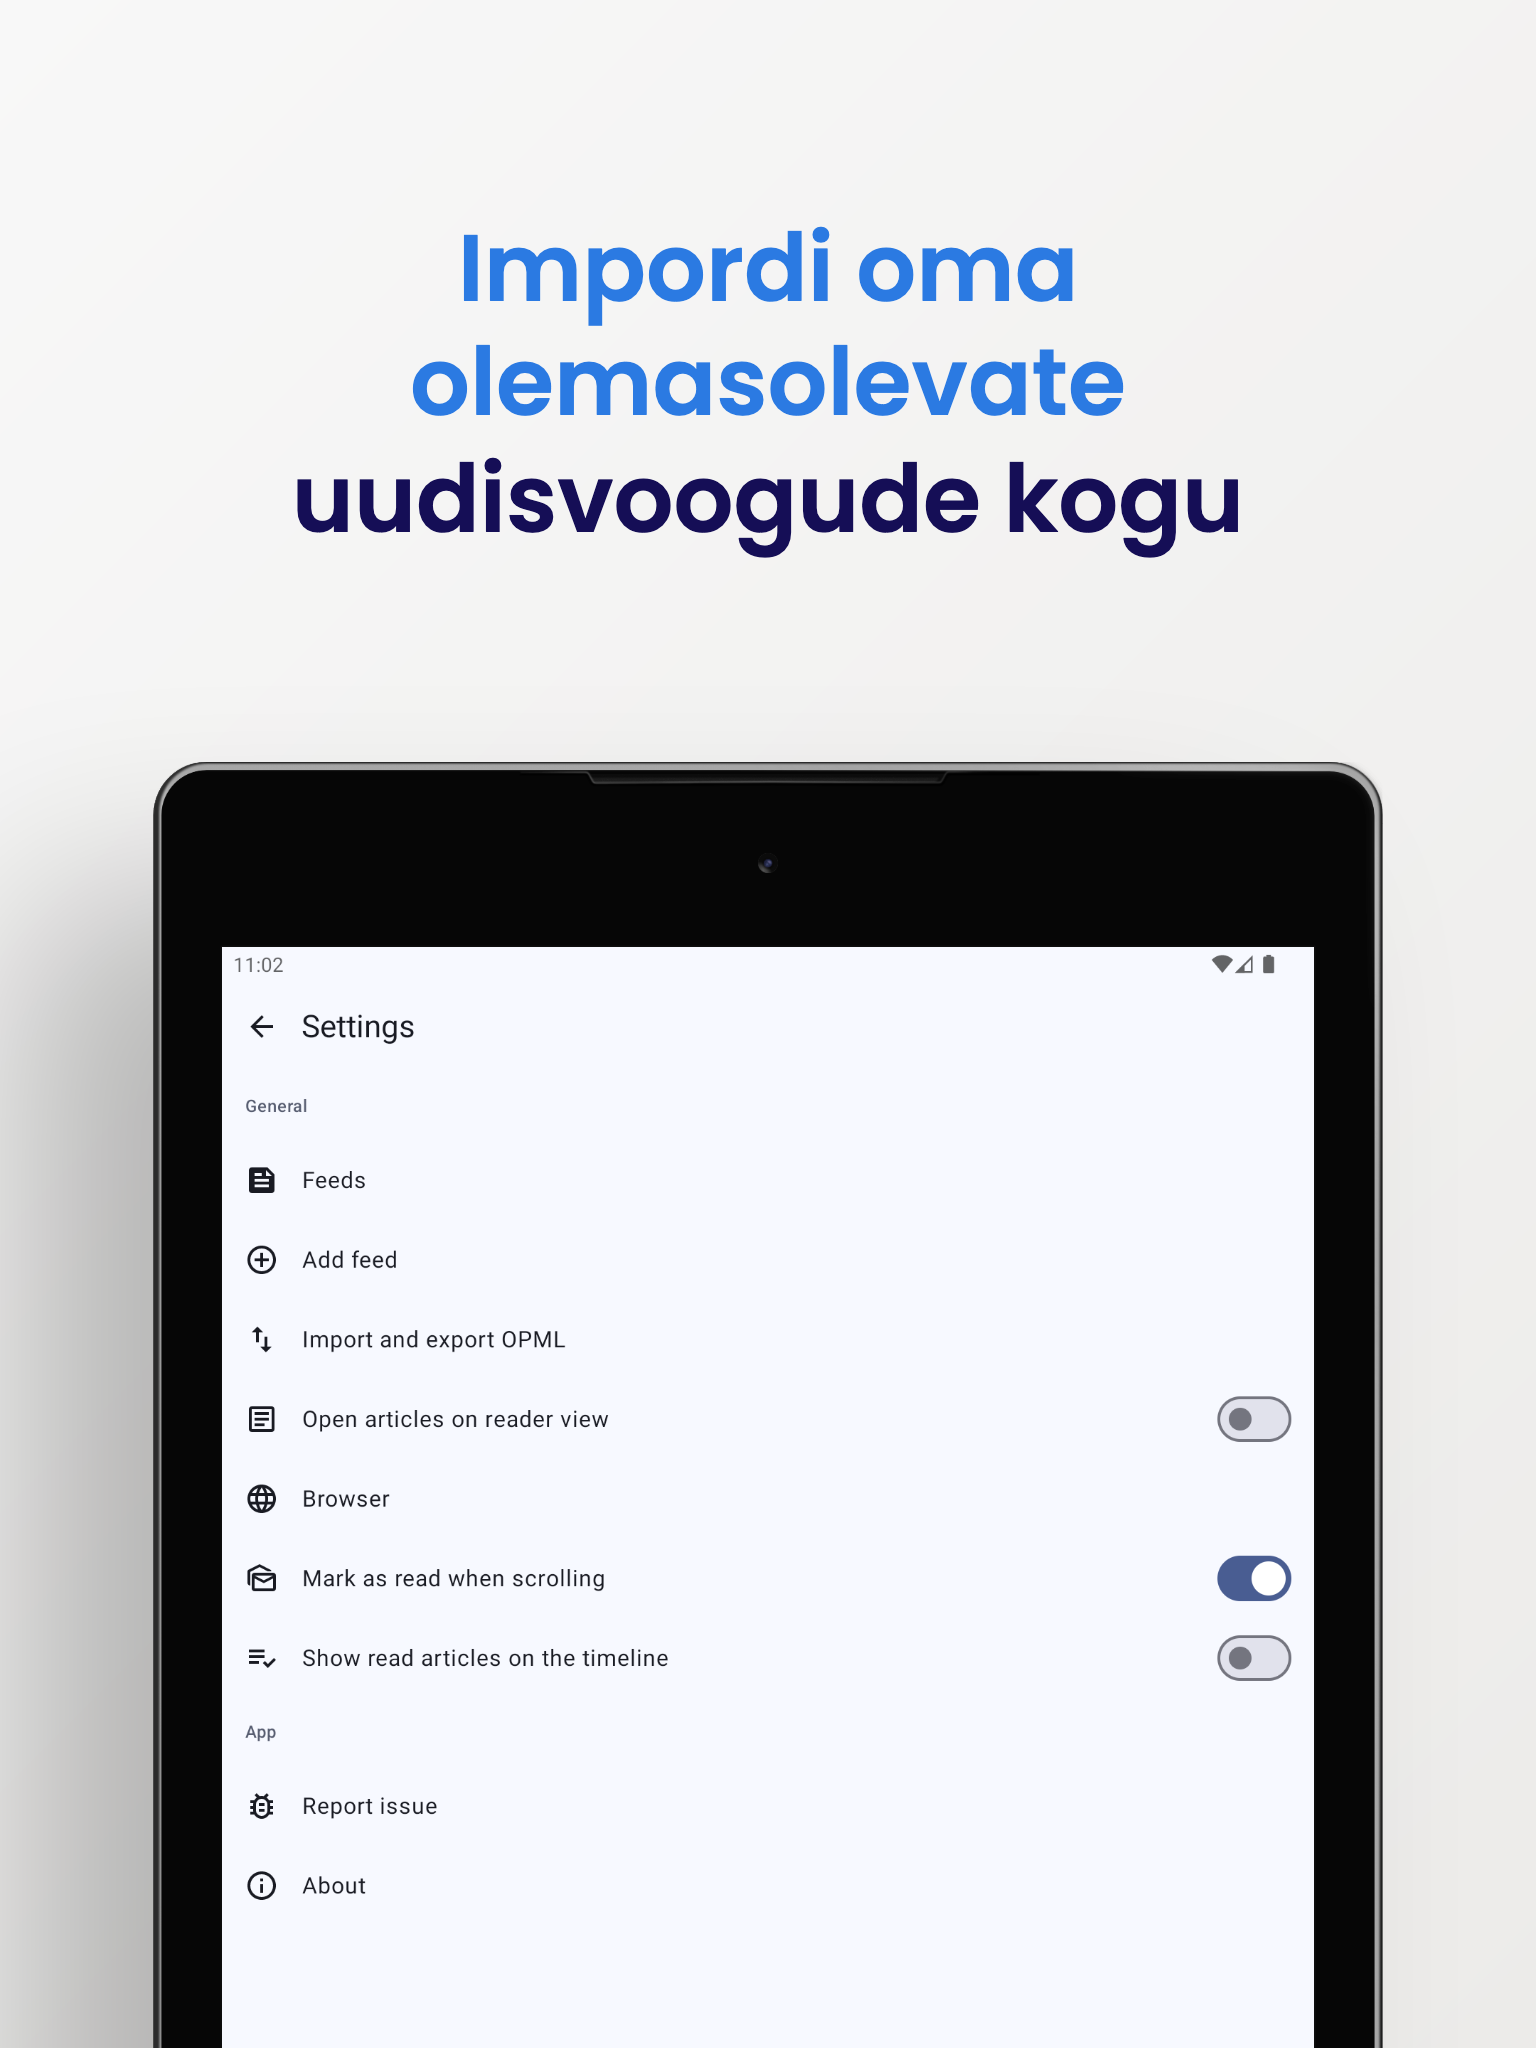 Impordi oma
olemasolevate
uudisvoogude kogu
11:02
Settings
General
Feeds
Add feed
Import and export OPML
Open articles on reader view
Browser
Mark as read when scrolling
Show read articles on the timeline
App
Report issue
About